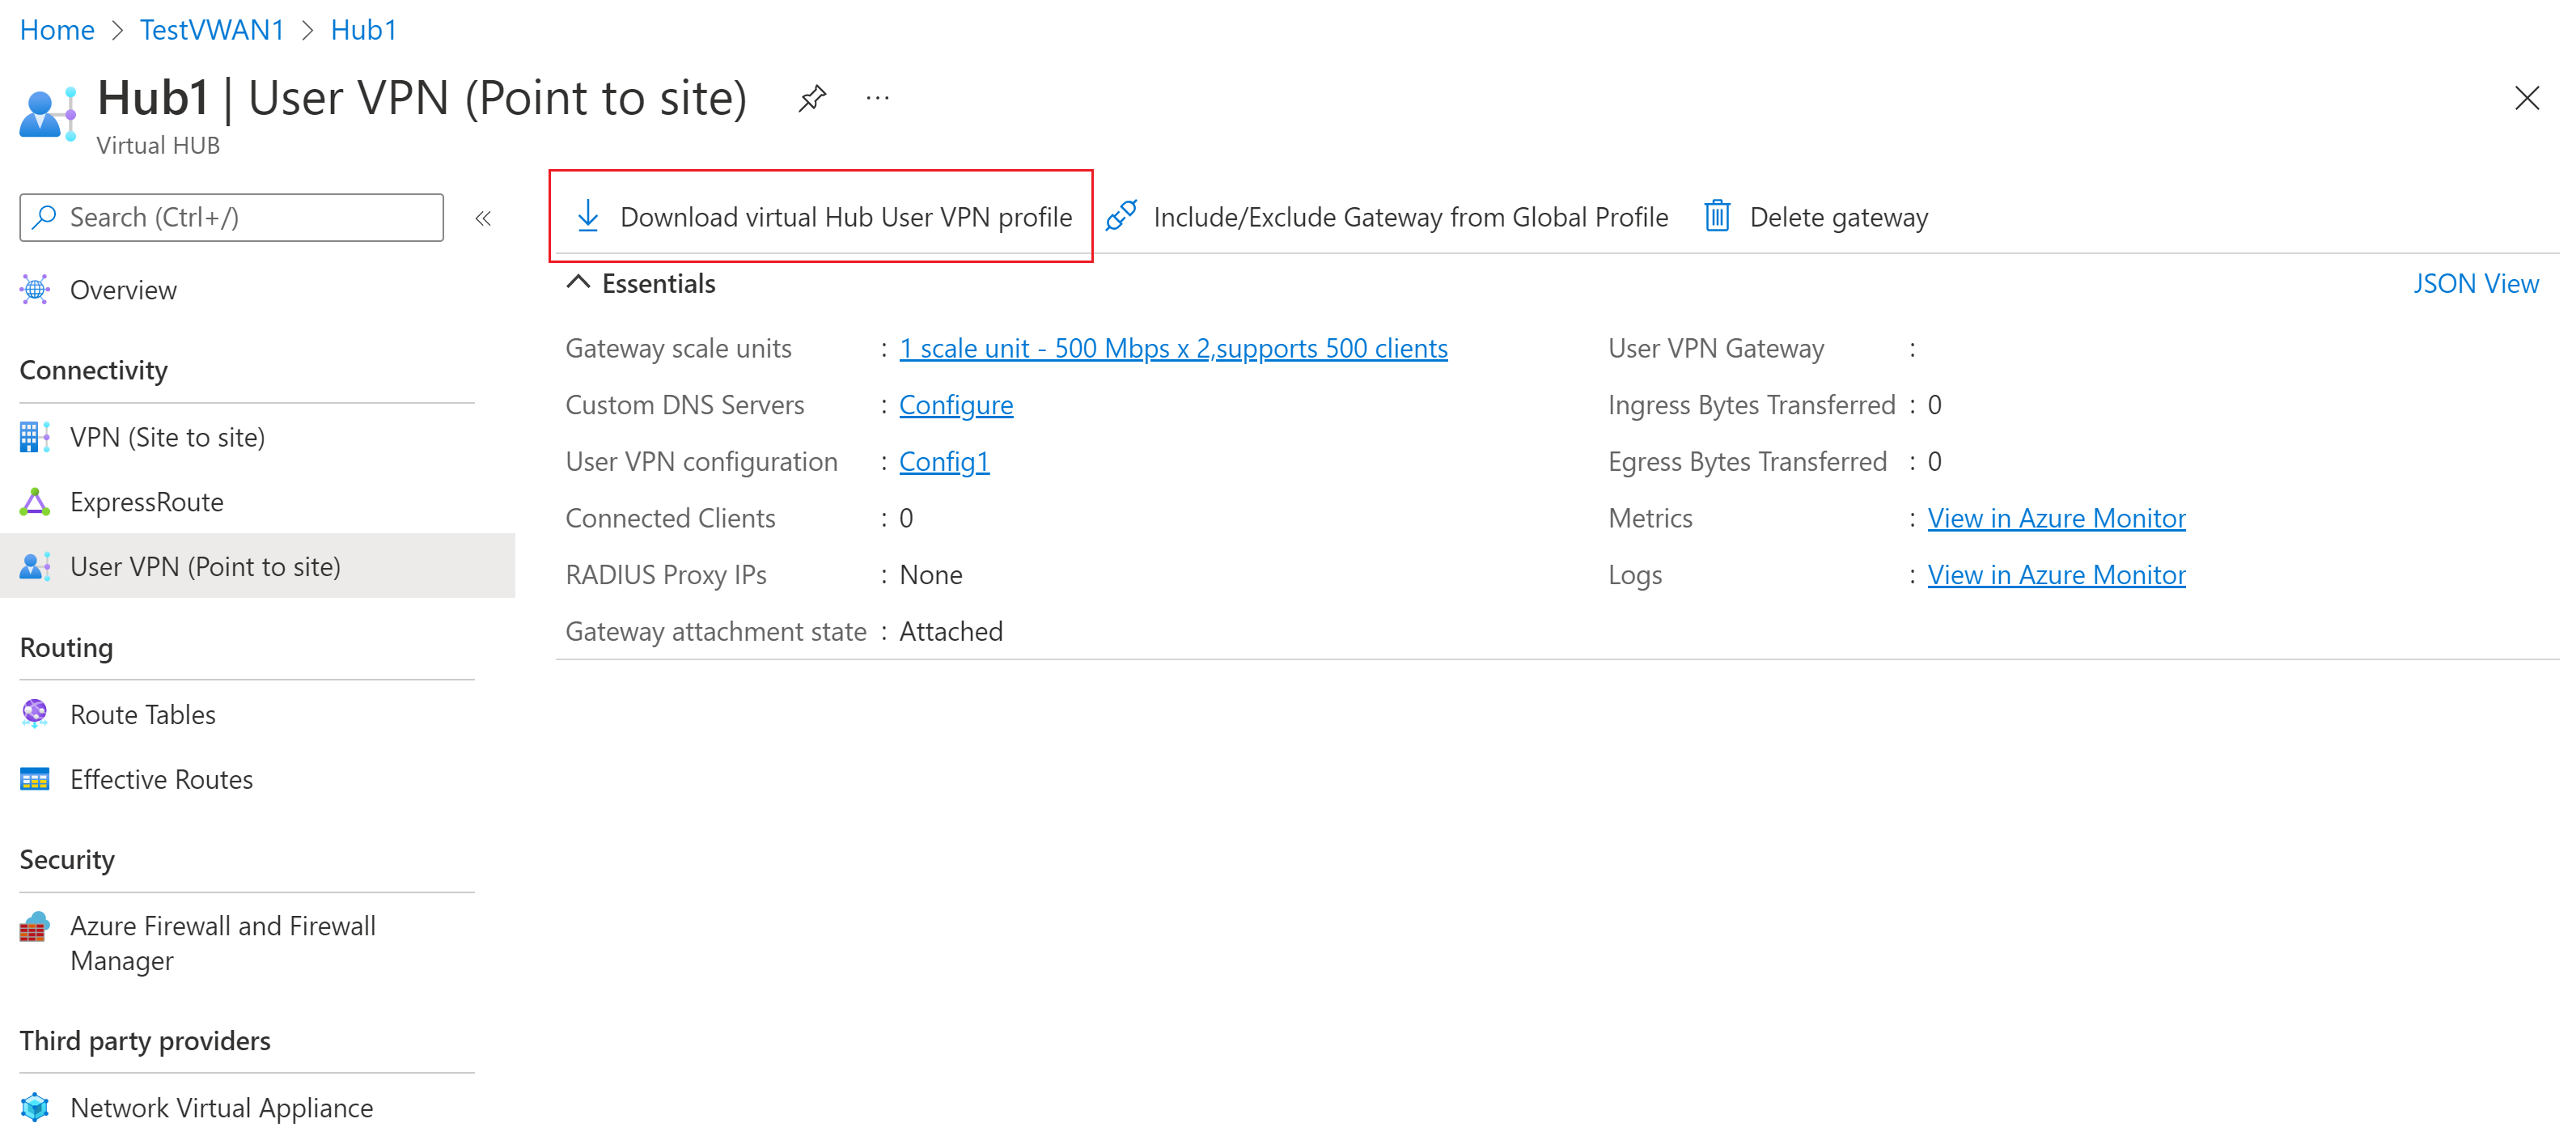 Home > TestVWAN1 > Hub1
Hub1 | User VPN (Point to site) ···
Virtual HUB
Search (Ctrl+/) «
Download virtual Hub User VPN profile Include/Exclude Gateway from Global Profile Delete gateway
Overview
Connectivity
VPN (Site to site)
ExpressRoute
User VPN (Point to site)
Routing
Route Tables
Effective Routes
Security
Azure Firewall and Firewall
Manager
Third party providers
Network Virtual Appliance
Essentials JSON View
Gateway scale units : 1 scale unit - 500 Mbps x 2,supports 500 clients
Custom DNS Servers : Configure
User VPN configuration : Config1
Connected Clients : 0
RADIUS Proxy IPs : None
Gateway attachment state : Attached
User VPN Gateway :
Ingress Bytes Transferred : 0
Egress Bytes Transferred : 0
Metrics : View in Azure Monitor
Logs : View in Azure Monitor